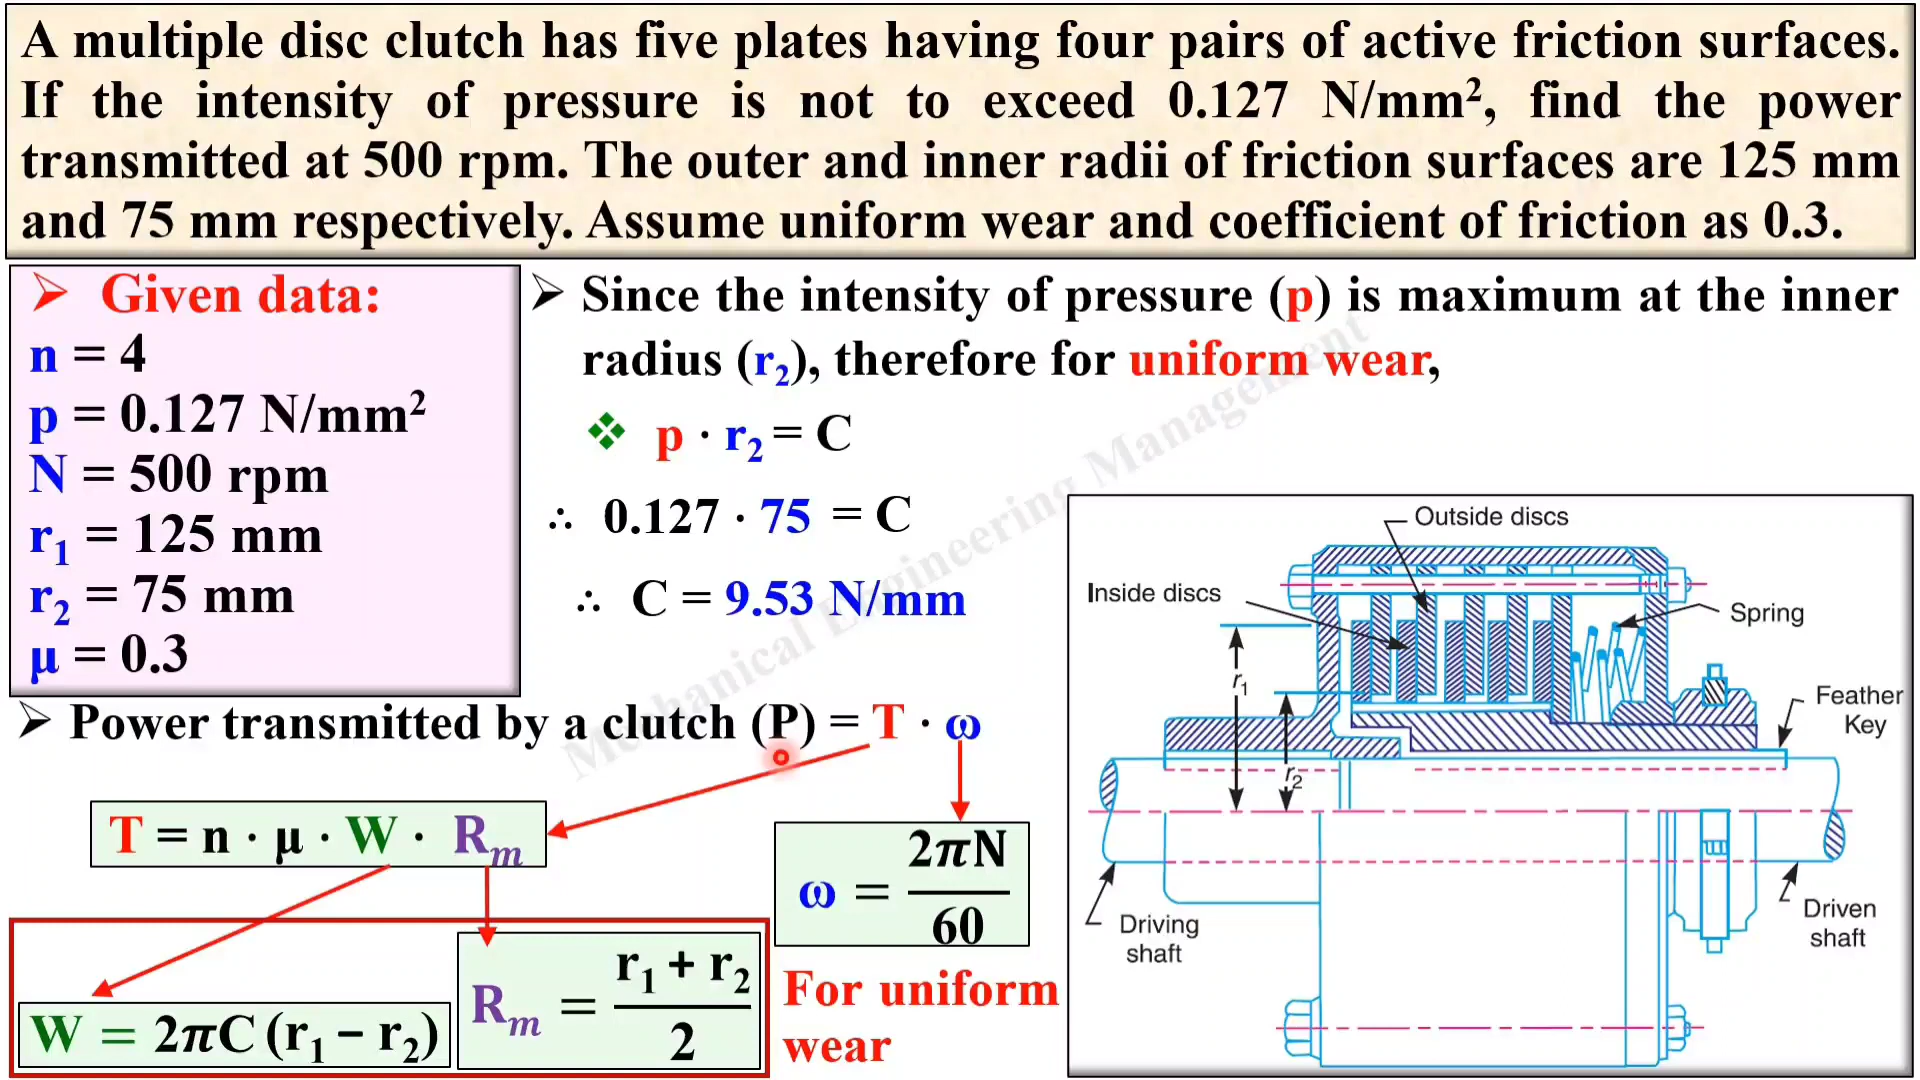 A multiple disc clutch has five plates having four pairs of active friction surfaces.
If the intensity of pressure is not to exceed 0.127 N/mm², find the power
transmitted at 500 rpm. The outer and inner radii of friction surfaces are 125 mm
and 75 mm respectively. Assume uniform wear and coefficient of friction as 0.3.
➢ Given data:
n = 4
p = 0.127 N/mm²
N = 500 rpm
r₁ = 125 mm
r₂ = 75 mm
μ = 0.3
➢ Since the intensity of pressure (p) is maximum at the inner
radius (r₂), therefore for uniform wear,
❖ p · r₂ = C
∴ 0.127 · 75 = C
∴ C = 9.53 N/mm
➢ Power transmitted by a clutch (P) = T · ω
T = n · μ · W · Rₘ
ω = 2πN / 60
W = 2πC (r₁ − r₂)
Rₘ = r₁ + r₂ / 2
For uniform
wear
Outside discs
Inside discs
Spring
r₁
Feather
Key
r₂
Driving
shaft
Driven
shaft
Mechanical Engineering Management